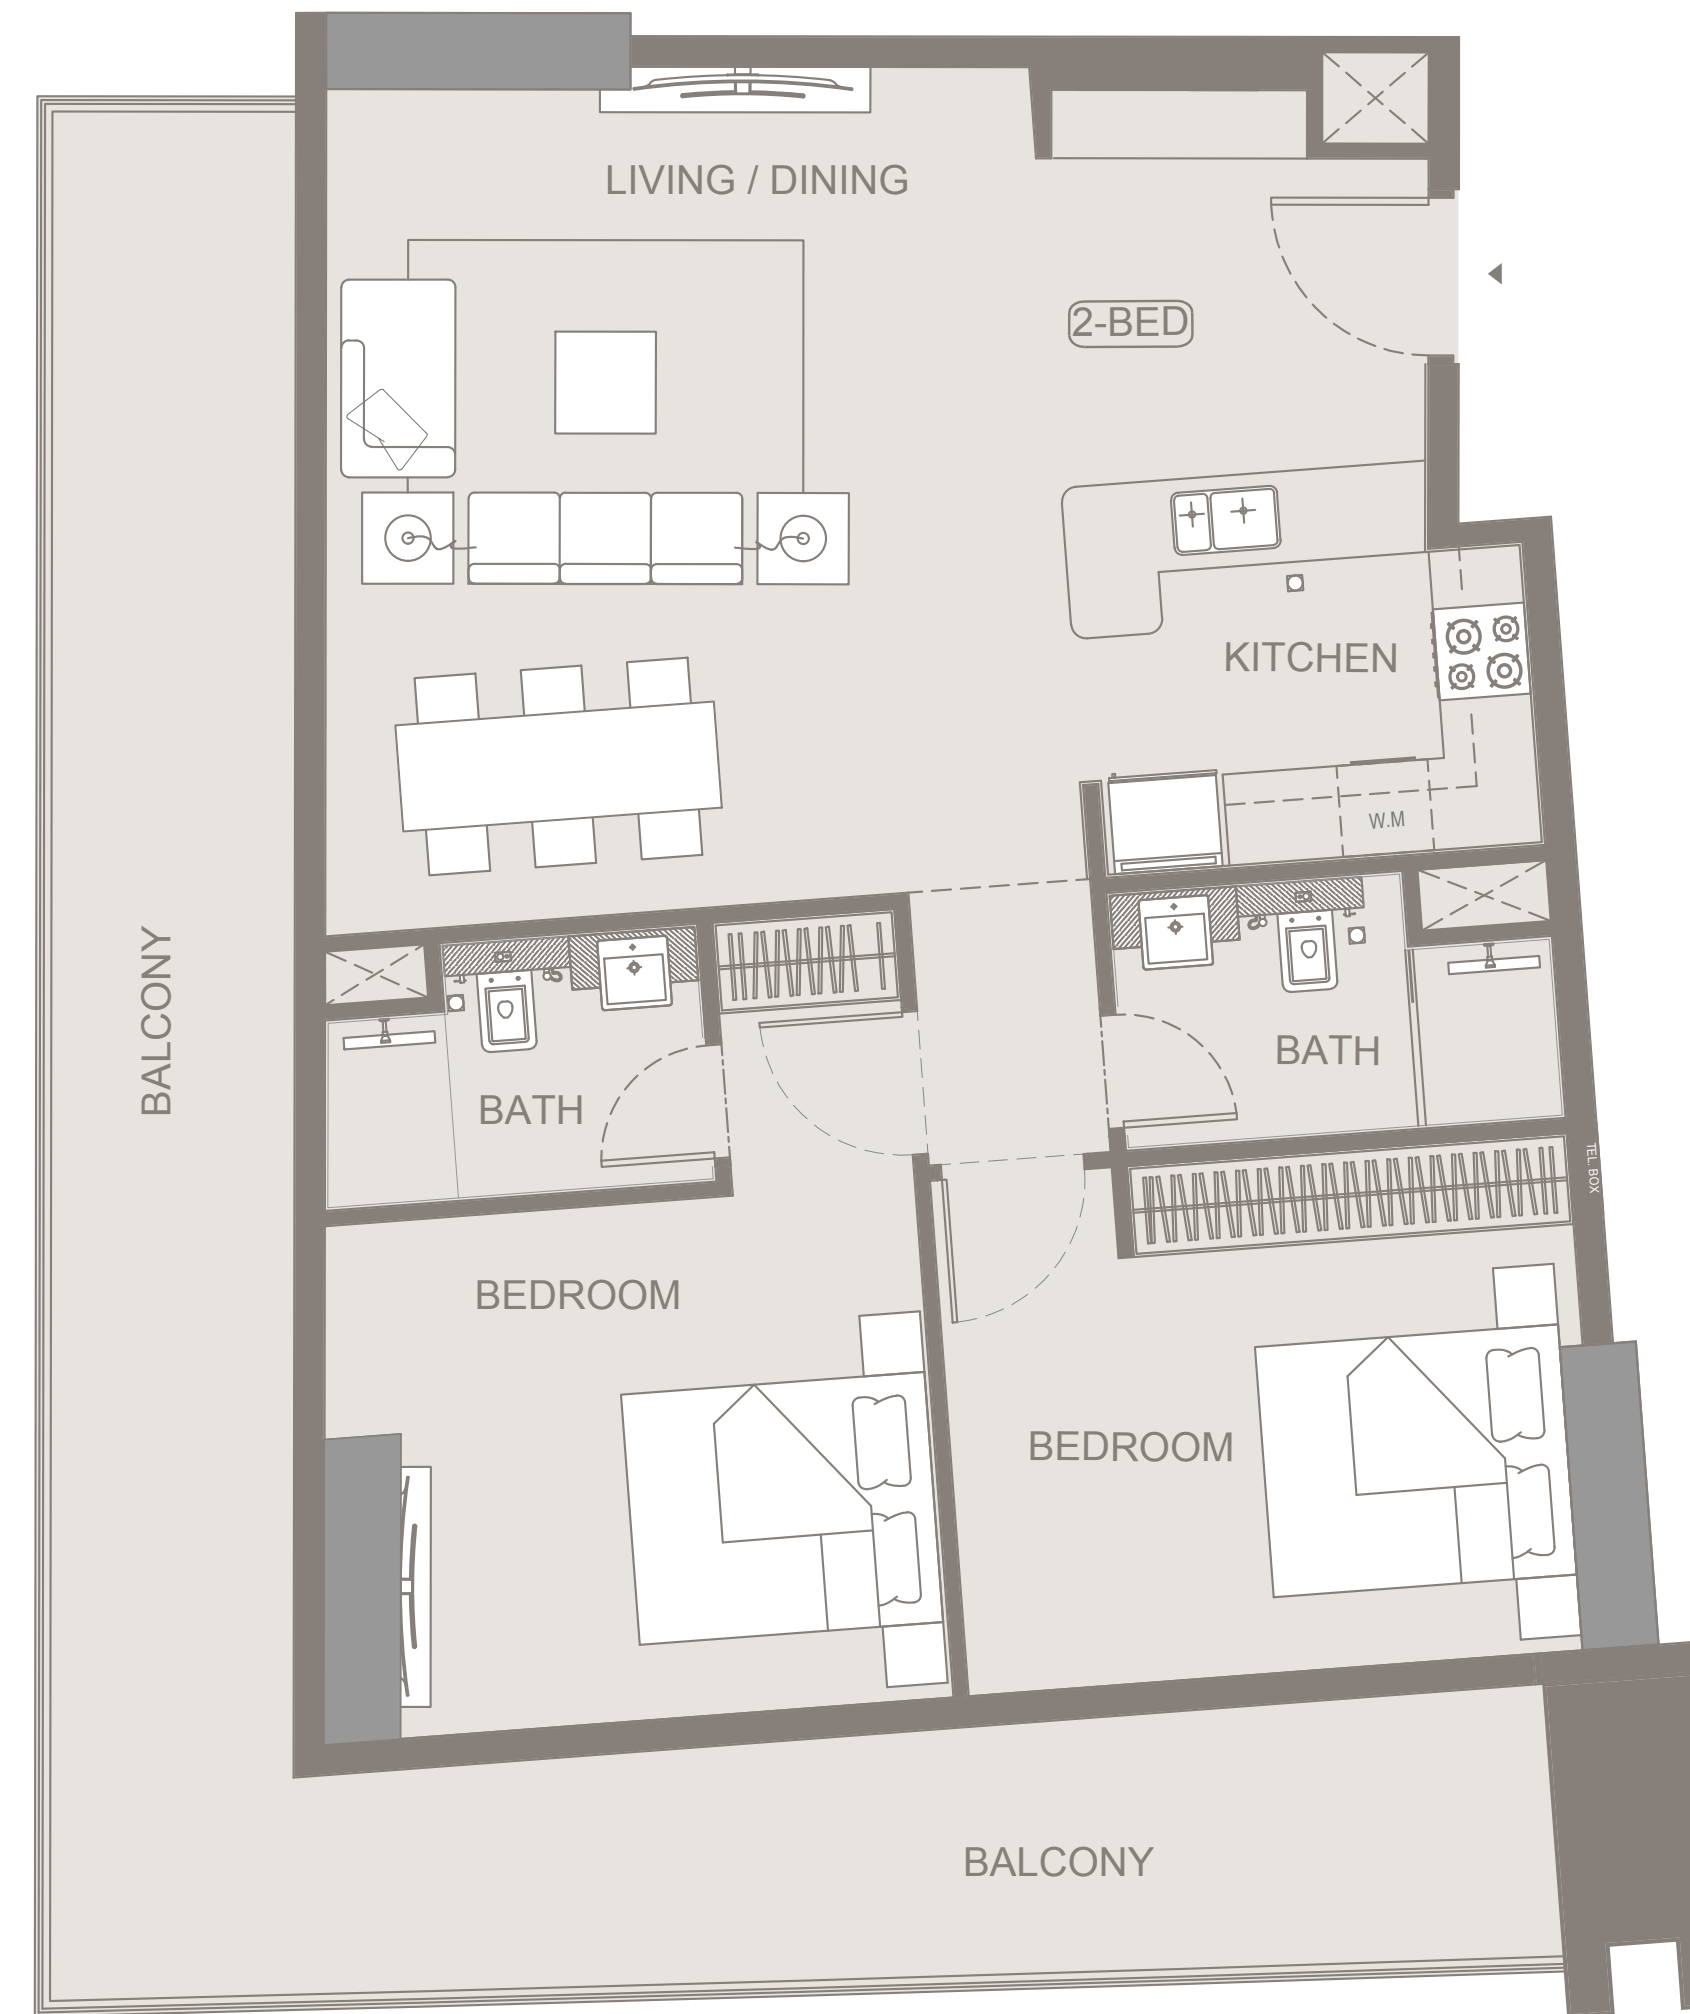 LIVING / DINING
2-BED
KITCHEN
W.M
BALCONY
BATH
BATH
TEL BOX
BEDROOM
BEDROOM
BALCONY